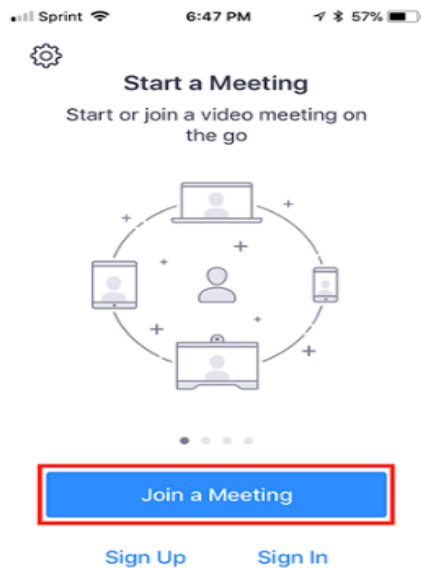 Sprint 6:47 PM 57%
Start a Meeting
Start or join a video meeting on
the go
Join a Meeting
Sign Up Sign In